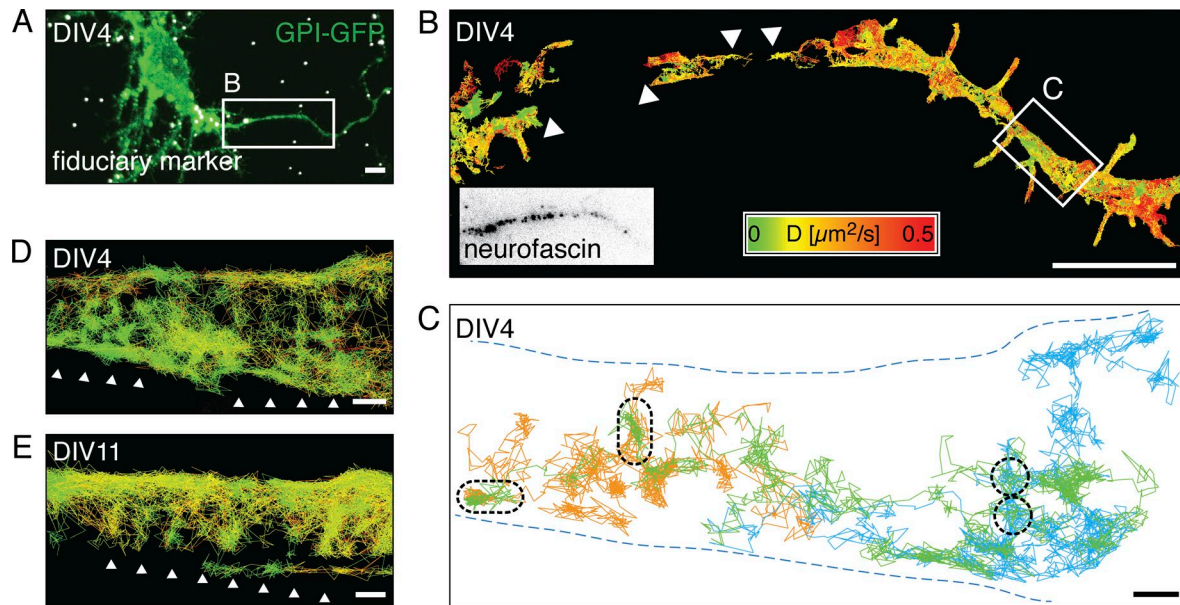 A
DIV4
GPI-GFP
B
fiduciary marker
B
DIV4
C
neurofascin
0 D [µm²/s] 0.5
D
DIV4
C
DIV4
E
DIV11